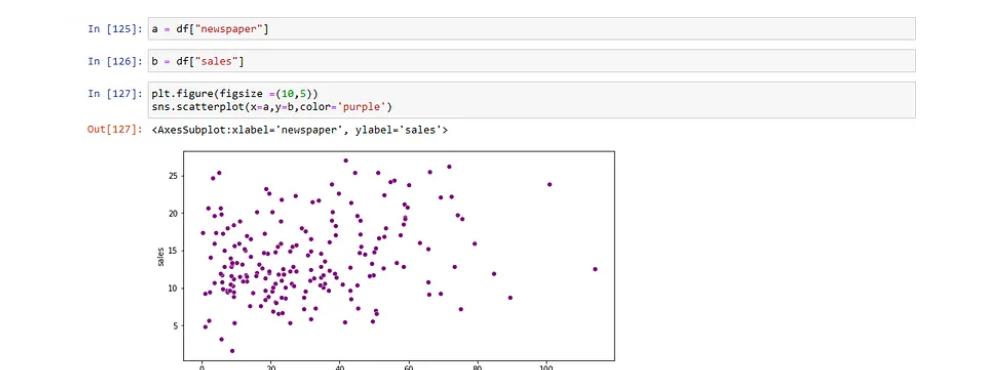 In [125]: a = df["newspaper"]
In [126]: b = df["sales"]
In [127]: plt.figure(figsize =(10,5))
sns.scatterplot(x=a,y=b,color='purple')
Out[127]: <AxesSubplot:xlabel='newspaper', ylabel='sales'>
25
20
15
sales
10
5
0 20 40 60 80 100